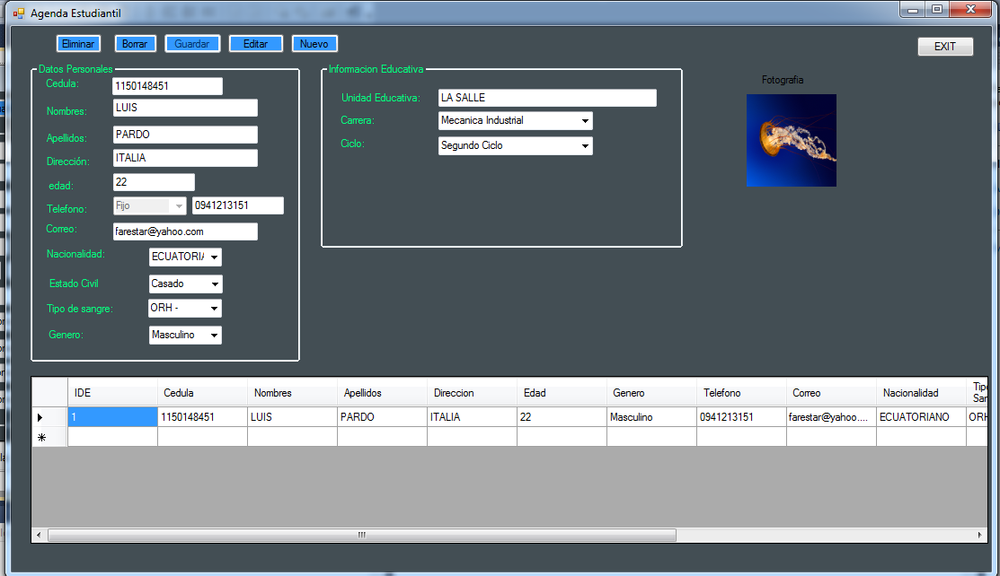 Agenda Estudiantil
Eliminar Borrar Guardar Editar Nuevo EXIT
Datos Personales
Cedula: 1150148451
Nombres: LUIS
Apellidos: PARDO
Dirección: ITALIA
edad: 22
Telefono: Fijo 0941213151
Correo: farestar@yahoo.com
Nacionalidad: ECUATORIA
Estado Civil Casado
Tipo de sangre: ORH -
Genero: Masculino
Informacion Educativa
Unidad Educativa: LA SALLE
Carrera: Mecanica Industrial
Ciclo: Segundo Ciclo
Fotografia
IDE Cedula Nombres Apellidos Direccion Edad Genero Telefono Correo Nacionalidad Tipo
San
1 1150148451 LUIS PARDO ITALIA 22 Masculino 0941213151 farestar@yahoo.... ECUATORIANO ORH